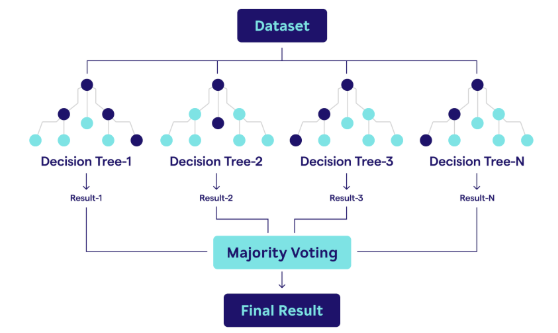 Dataset
Decision Tree-1
Decision Tree-2
Decision Tree-3
Decision Tree-N
Result-1
Result-2
Result-3
Result-N
Majority Voting
Final Result